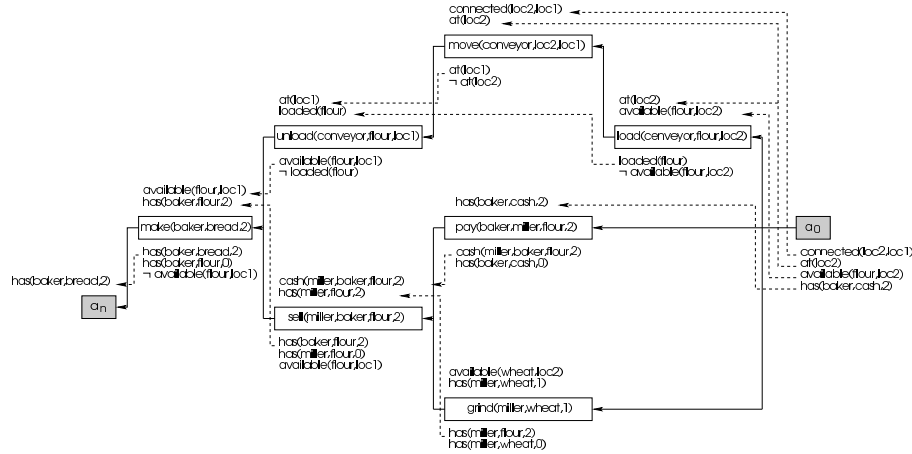 connected(loc2,loc1)
at(loc2)
move(conveyor,loc2,loc1)
at(loc1)
¬ at(loc2)
at(loc1)
loaded(flour)
unload(conveyor,flour,loc1)
available(flour,loc1)
¬ loaded(flour)
at(loc2)
available(flour,loc2)
load(cenveyor,flour,loc2)
loaded(flour)
¬ available(flour,loc2)
available(flour,loc1)
has(baker,flour,2)
make(baker,bread,2)
has(baker,bread,2)
has(baker,flour,0)
¬ available(flour,loc1)
has(baker,bread,2)
an
has(baker,cash,2)
pay(baker,miller,flour,2)
cash(miller,baker,flour,2)
has(baker,cash,0)
a0
connected(loc2,loc1)
at(loc2)
available(flour,loc2)
has(baker,cash,2)
cash(miller,baker,flour,2)
has(miller,flour,2)
sell(miller,baker,flour,2)
has(baker,flour,2)
has(miller,flour,0)
available(flour,loc1)
available(wheat,loc2)
has(miller,wheat,1)
grind(miller,wheat,1)
has(miller,flour,2)
has(miller,wheat,0)